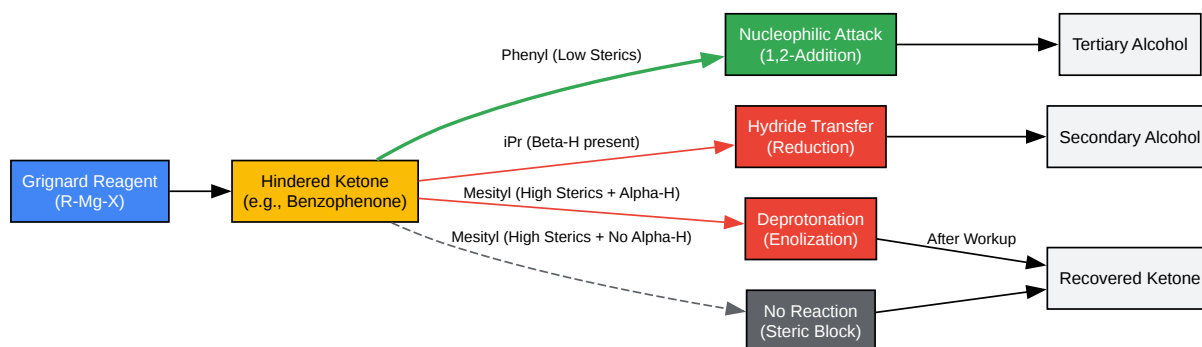 Grignard Reagent
(R-Mg-X)
Hindered Ketone
(e.g., Benzophenone)
Phenyl (Low Sterics)
Nucleophilic Attack
(1,2-Addition)
Tertiary Alcohol
iPr (Beta-H present)
Hydride Transfer
(Reduction)
Secondary Alcohol
Mesityl (High Sterics + Alpha-H)
Deprotonation
(Enolization)
After Workup
Mesityl (High Sterics + No Alpha-H)
No Reaction
(Steric Block)
Recovered Ketone